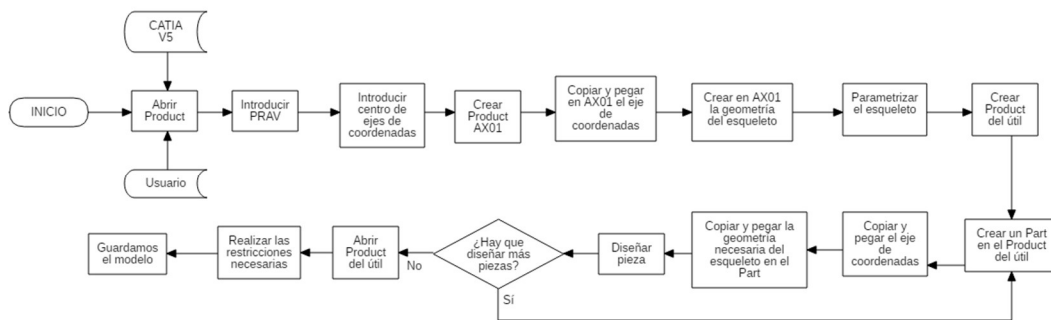 CATIA
V5
INICIO
Abrir
Product
Usuario
Introducir
PRAV
Introducir
centro de
ejes de
coordenadas
Crear
Product
AX01
Copiar y pegar
en AX01 el eje
de
coordenadas
Crear en AX01
la geometría
del esqueleto
Parametrizar
el esqueleto
Crear
Product
del útil
Crear un Part
en el Product
del útil
Copiar y
pegar el eje
de
coordenadas
Copiar y pegar la
geometría
necesaria del
esqueleto en el
Part
Diseñar
pieza
¿Hay que
diseñar más
piezas?
Sí
No
Abrir
Product
del útil
Realizar las
restricciones
necesarias
Guardamos
el modelo